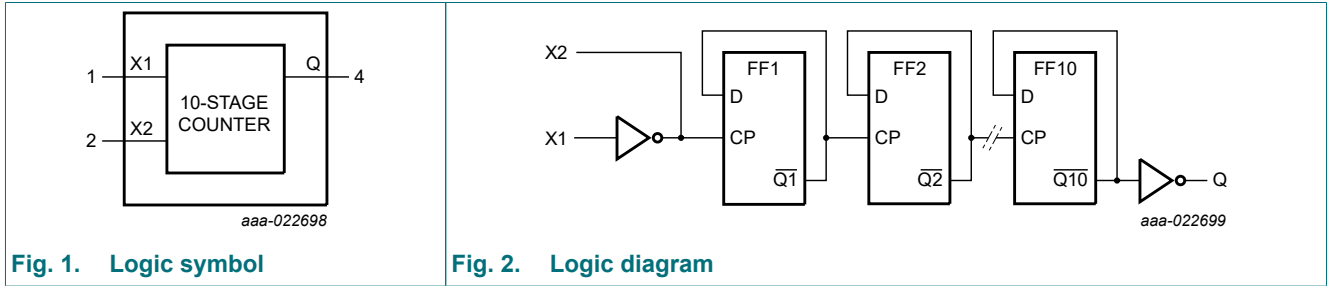 X1
Q
1
4
10-STAGE
COUNTER
X2
2
aaa-022698
Fig. 1. Logic symbol
X2
FF1
FF2
FF10
D
D
D
X1
CP
CP
CP
Q1
Q2
Q10
Q
aaa-022699
Fig. 2. Logic diagram